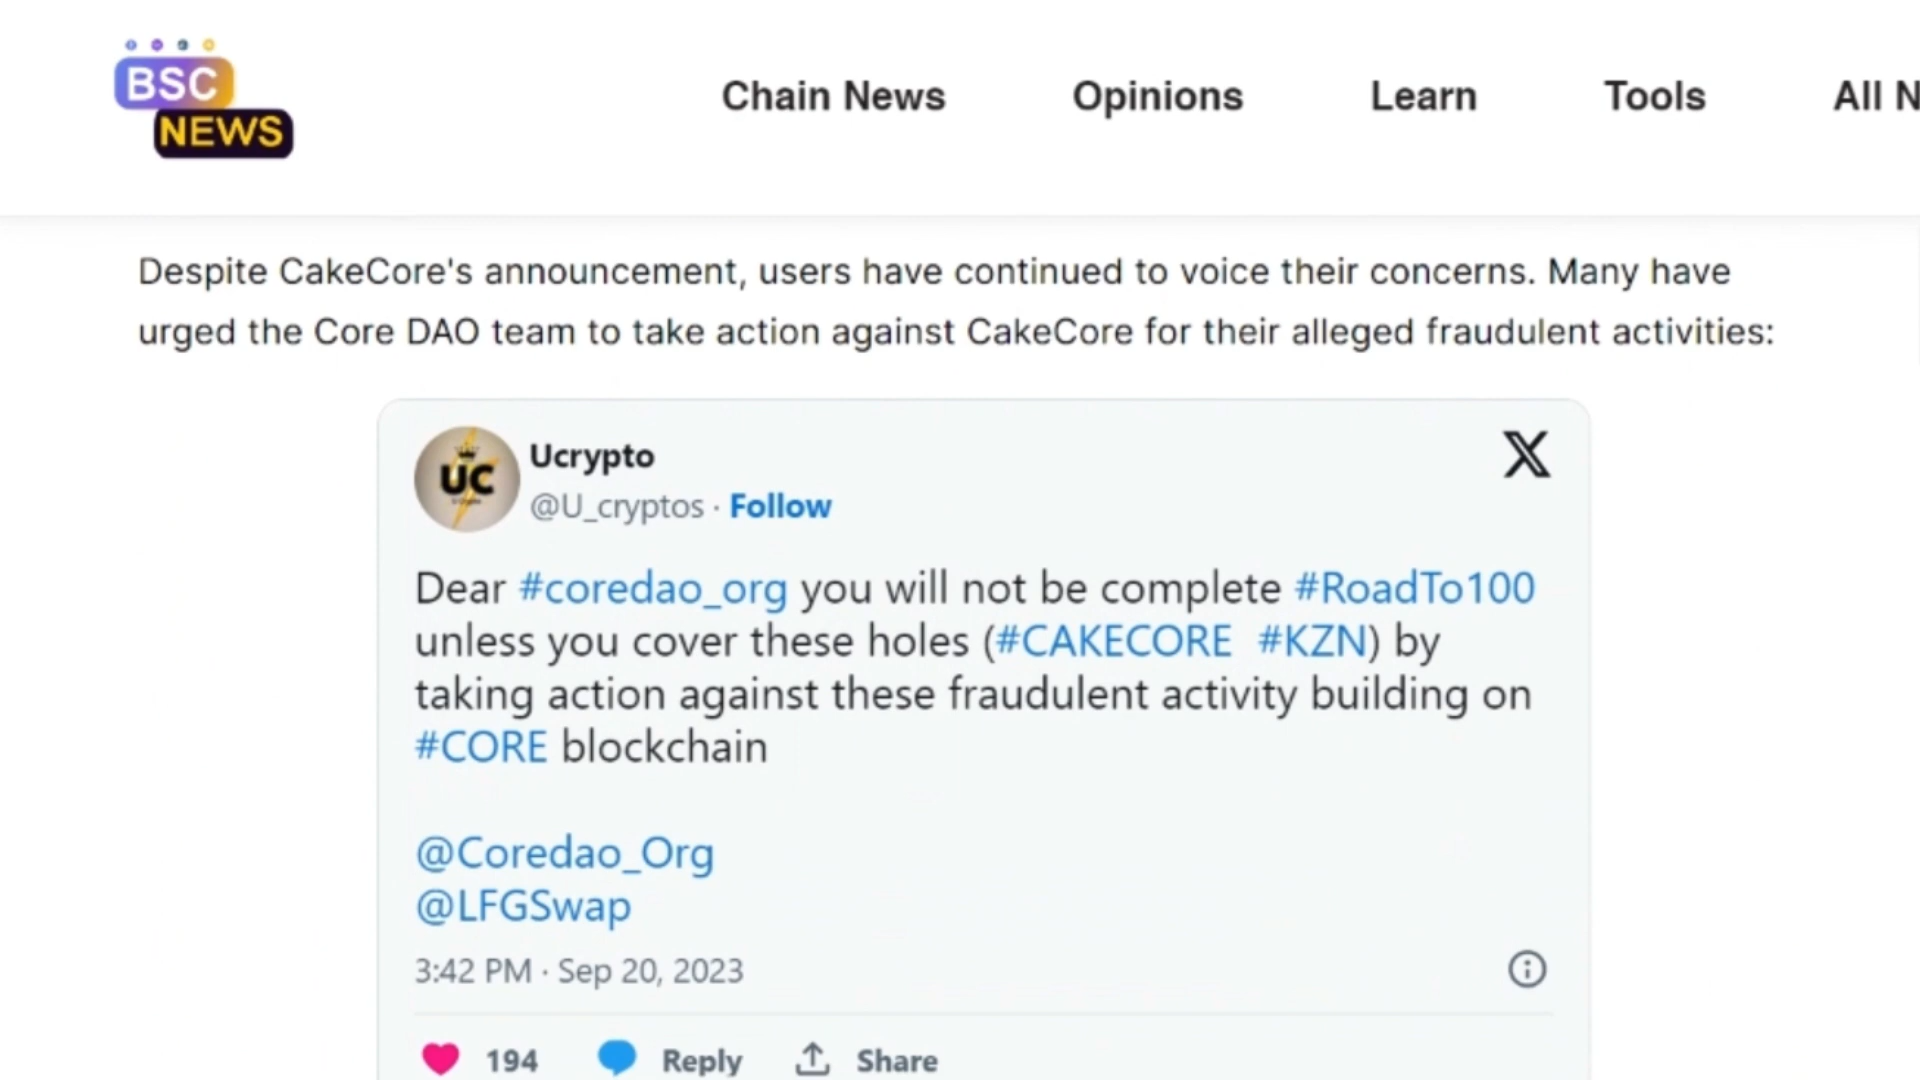 BSC
NEWS
Chain News
Opinions
Learn
Tools
All N
Despite CakeCore's announcement, users have continued to voice their concerns. Many have
urged the Core DAO team to take action against CakeCore for their alleged fraudulent activities:
UC
Ucrypto
@U_cryptos · Follow
Dear #coredao_org you will not be complete #RoadTo100
unless you cover these holes (#CAKECORE #KZN) by
taking action against these fraudulent activity building on
#CORE blockchain
@Coredao_Org
@LFGSwap
3:42 PM · Sep 20, 2023
194
Reply
Share